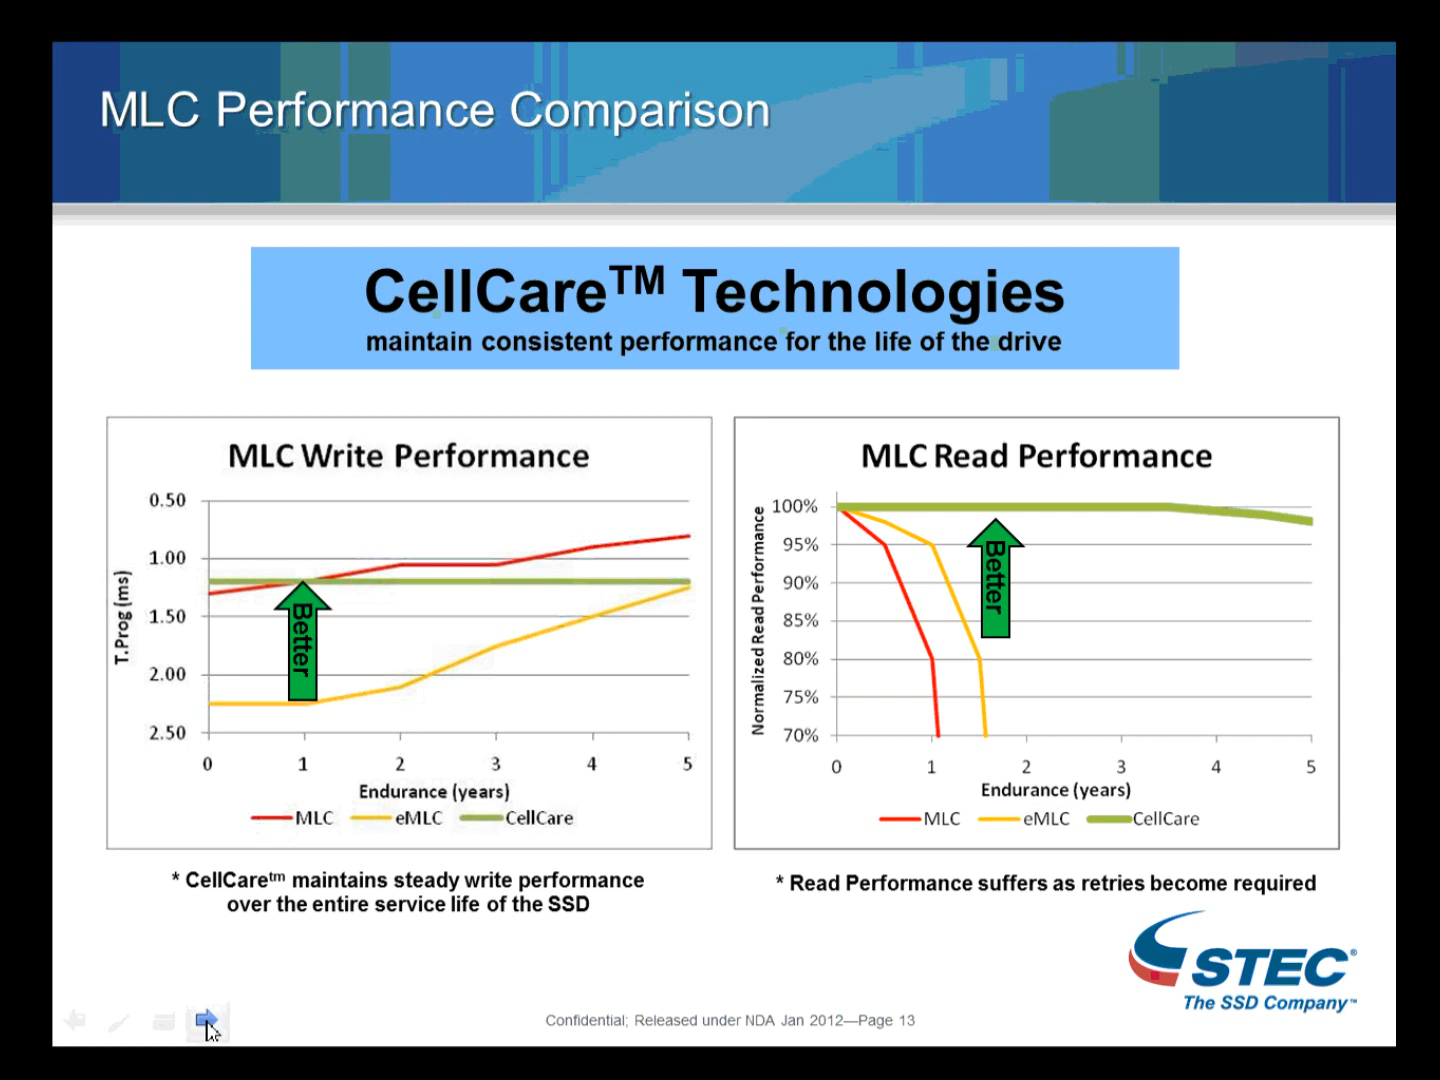 MLC Performance Comparison
CellCare™ Technologies
maintain consistent performance for the life of the drive
MLC Write Performance
0.50
1.00
1.50
2.00
2.50
T.Prog (ms)
Better
0 1 2 3 4 5
Endurance (years)
MLC eMLC CellCare
* CellCaretm maintains steady write performance
over the entire service life of the SSD
MLC Read Performance
100%
95%
90%
85%
80%
75%
70%
Normalized Read Performance
Better
0 1 2 3 4 5
Endurance (years)
MLC eMLC CellCare
* Read Performance suffers as retries become required
STEC®
The SSD Company™
Confidential; Released under NDA Jan 2012—Page 13